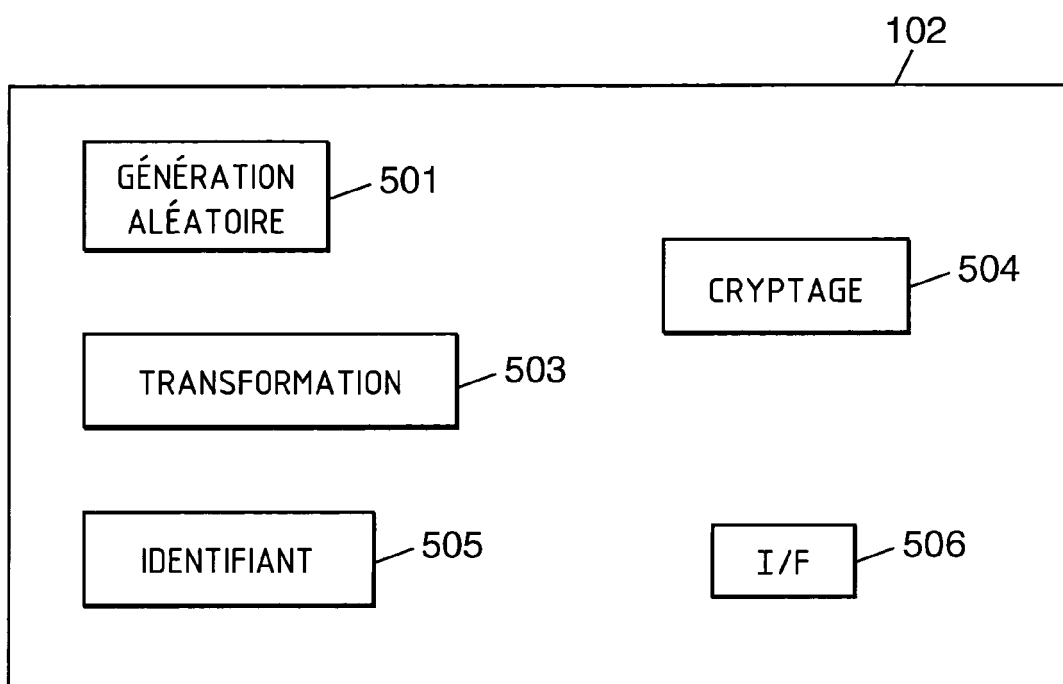 102
GÉNÉRATION
ALÉATOIRE
501
CRYPTAGE
504
TRANSFORMATION
503
IDENTIFIANT
505
I/F
506